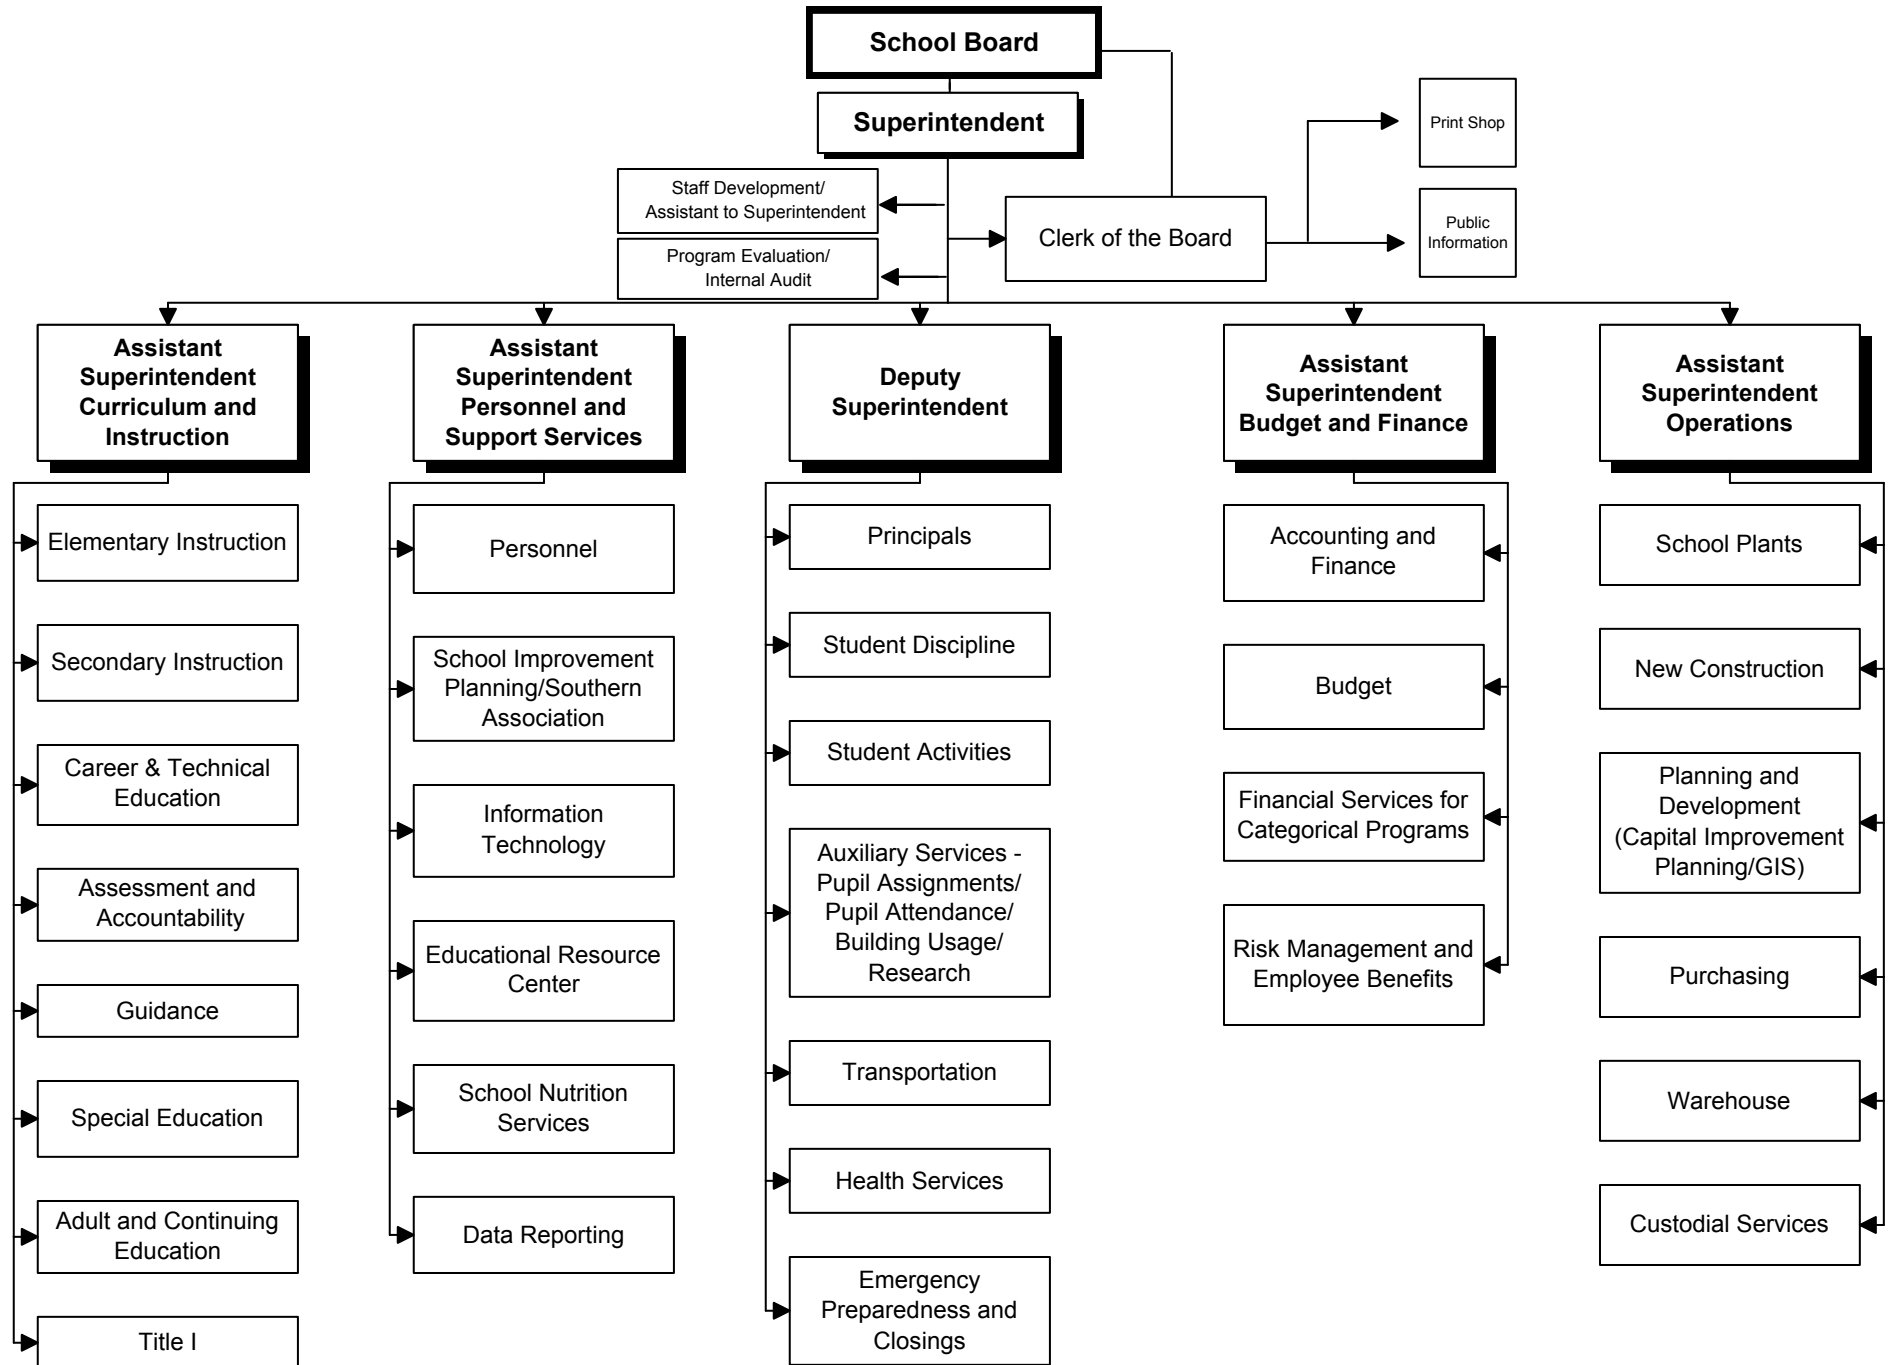 School Board
Superintendent
Print Shop
Staff Development/
Assistant to Superintendent
Clerk of the Board
Public
Information
Program Evaluation/
Internal Audit
Assistant
Superintendent
Curriculum and
Instruction
Assistant
Superintendent
Personnel and
Support Services
Deputy
Superintendent
Assistant
Superintendent
Budget and Finance
Assistant
Superintendent
Operations
Elementary Instruction
Secondary Instruction
Career & Technical
Education
Assessment and
Accountability
Guidance
Special Education
Adult and Continuing
Education
Title I
Personnel
School Improvement
Planning/Southern
Association
Information
Technology
Educational Resource
Center
School Nutrition
Services
Data Reporting
Principals
Student Discipline
Student Activities
Auxiliary Services -
Pupil Assignments/
Pupil Attendance/
Building Usage/
Research
Transportation
Health Services
Emergency
Preparedness and
Closings
Accounting and
Finance
Budget
Financial Services for
Categorical Programs
Risk Management and
Employee Benefits
School Plants
New Construction
Planning and
Development
(Capital Improvement
Planning/GIS)
Purchasing
Warehouse
Custodial Services